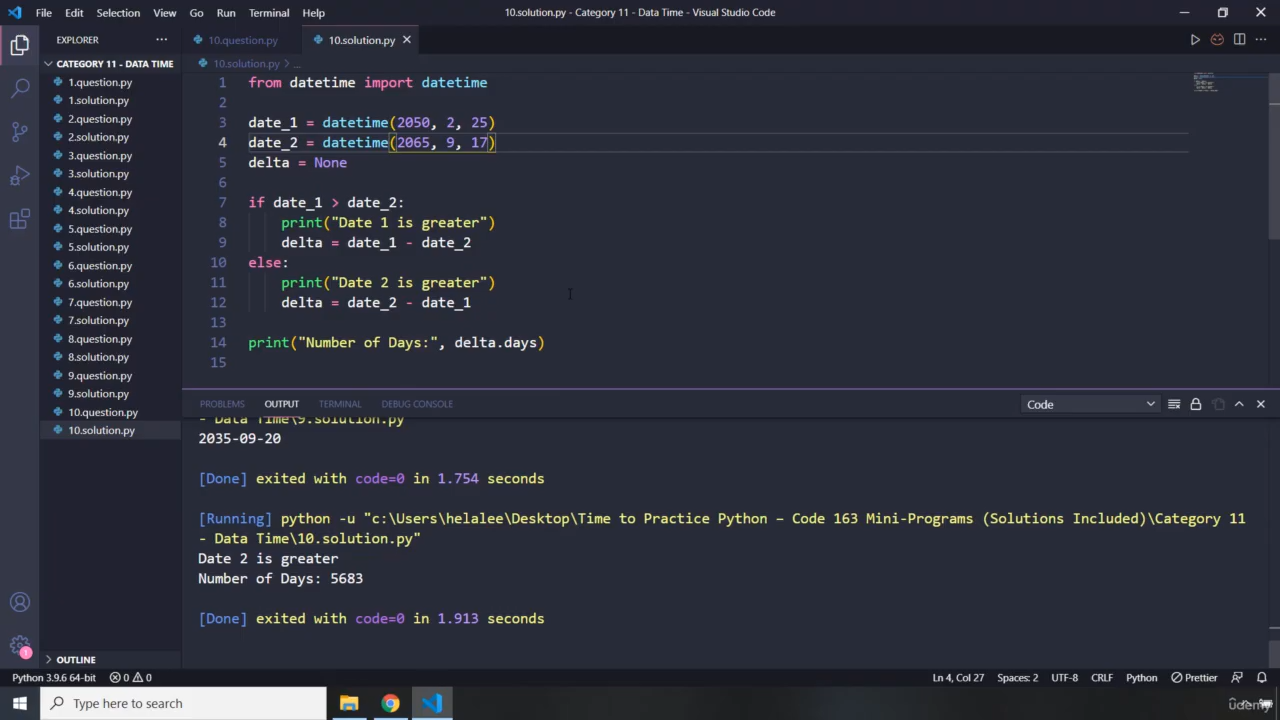 File Edit Selection View Go Run Terminal Help 10.solution.py - Category 11 - Data Time - Visual Studio Code
EXPLORER
10.question.py 10.solution.py
CATEGORY 11 - DATA TIME
1.question.py
1.solution.py
2.question.py
2.solution.py
3.question.py
3.solution.py
4.question.py
4.solution.py
5.question.py
5.solution.py
6.question.py
6.solution.py
7.question.py
7.solution.py
8.question.py
8.solution.py
9.question.py
9.solution.py
10.question.py
10.solution.py
OUTLINE
10.solution.py > ...
1 from datetime import datetime
2
3 date_1 = datetime(2050, 2, 25)
4 date_2 = datetime(2065, 9, 17)
5 delta = None
6
7 if date_1 > date_2:
8 print("Date 1 is greater")
9 delta = date_1 - date_2
10 else:
11 print("Date 2 is greater")
12 delta = date_2 - date_1
13
14 print("Number of Days:", delta.days)
15
PROBLEMS OUTPUT TERMINAL DEBUG CONSOLE Code
- Data Time\9.solution.py
2035-09-20
[Done] exited with code=0 in 1.754 seconds
[Running] python -u "c:\Users\helalee\Desktop\Time to Practice Python – Code 163 Mini-Programs (Solutions Included)\Category 11
- Data Time\10.solution.py"
Date 2 is greater
Number of Days: 5683
[Done] exited with code=0 in 1.913 seconds
1
Python 3.9.6 64-bit 0 0 Ln 4, Col 27 Spaces: 2 UTF-8 CRLF Python Prettier
Type here to search
udemy